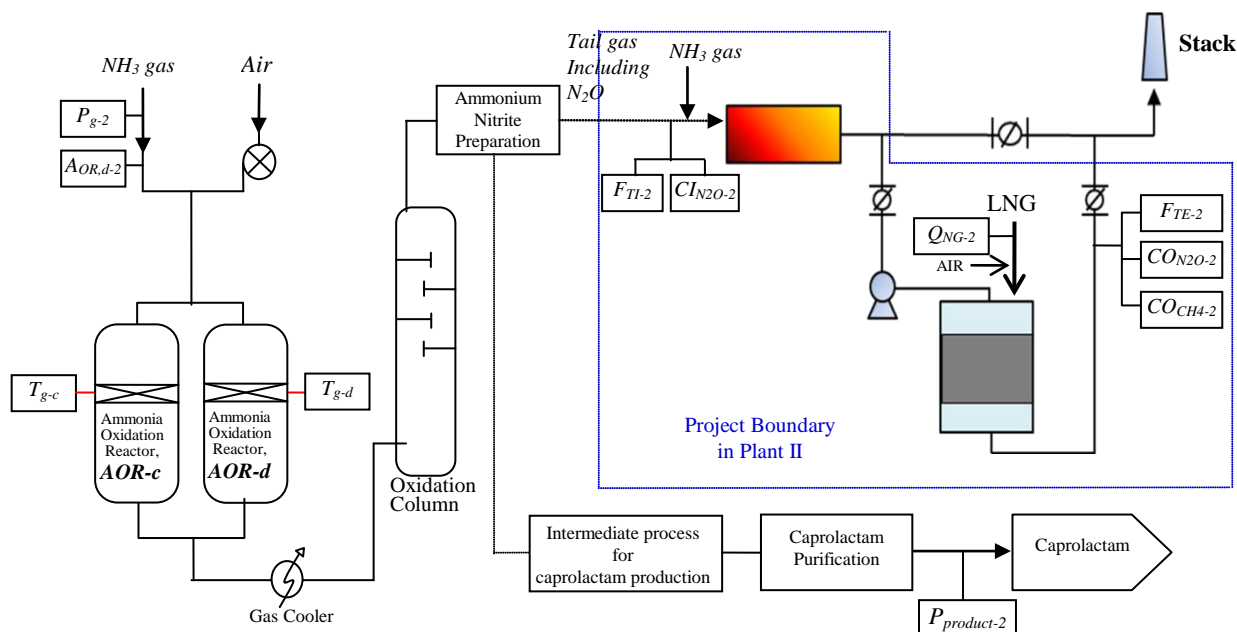 NH3 gas
Air
Pg-2
AOR,d-2
Tail gas
Including
N2O
NH3 gas
Stack
Ammonium
Nitrite
Preparation
FTI-2
CIN2O-2
LNG
QNG-2
AIR
FTE-2
CON2O-2
COCH4-2
Tg-c
Tg-d
Ammonia
Oxidation
Reactor,
AOR-c
Ammonia
Oxidation
Reactor,
AOR-d
Oxidation
Column
Project Boundary
in Plant II
Gas Cooler
Intermediate process
for
caprolactam production
Caprolactam
Purification
Caprolactam
Pproduct-2